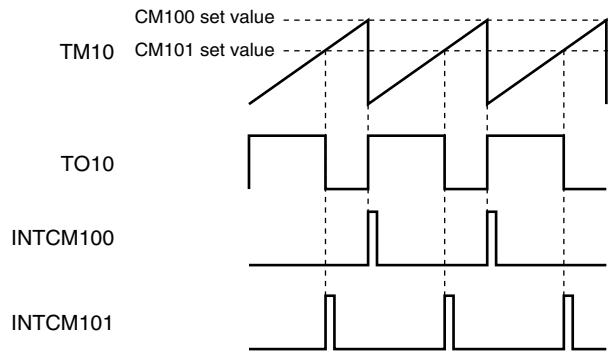 CM100 set value
TM10
CM101 set value
TO10
INTCM100
INTCM101